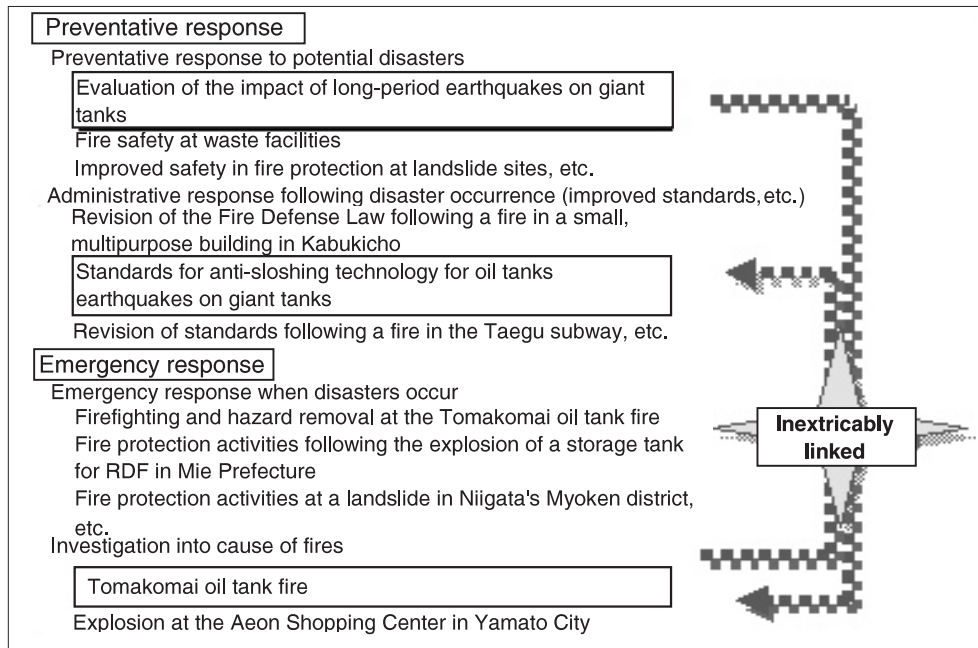 Preventative response
Preventative response to potential disasters
Evaluation of the impact of long-period earthquakes on giant
tanks
Fire safety at waste facilities
Improved safety in fire protection at landslide sites, etc.
Administrative response following disaster occurrence (improved standards, etc.)
Revision of the Fire Defense Law following a fire in a small,
multipurpose building in Kabukicho
Standards for anti-sloshing technology for oil tanks
earthquakes on giant tanks
Revision of standards following a fire in the Taegu subway, etc.
Emergency response
Emergency response when disasters occur
Firefighting and hazard removal at the Tomakomai oil tank fire
Fire protection activities following the explosion of a storage tank
for RDF in Mie Prefecture
Fire protection activities at a landslide in Niigata's Myoken district,
etc.
Investigation into cause of fires
Tomakomai oil tank fire
Explosion at the Aeon Shopping Center in Yamato City
Inextricably
linked